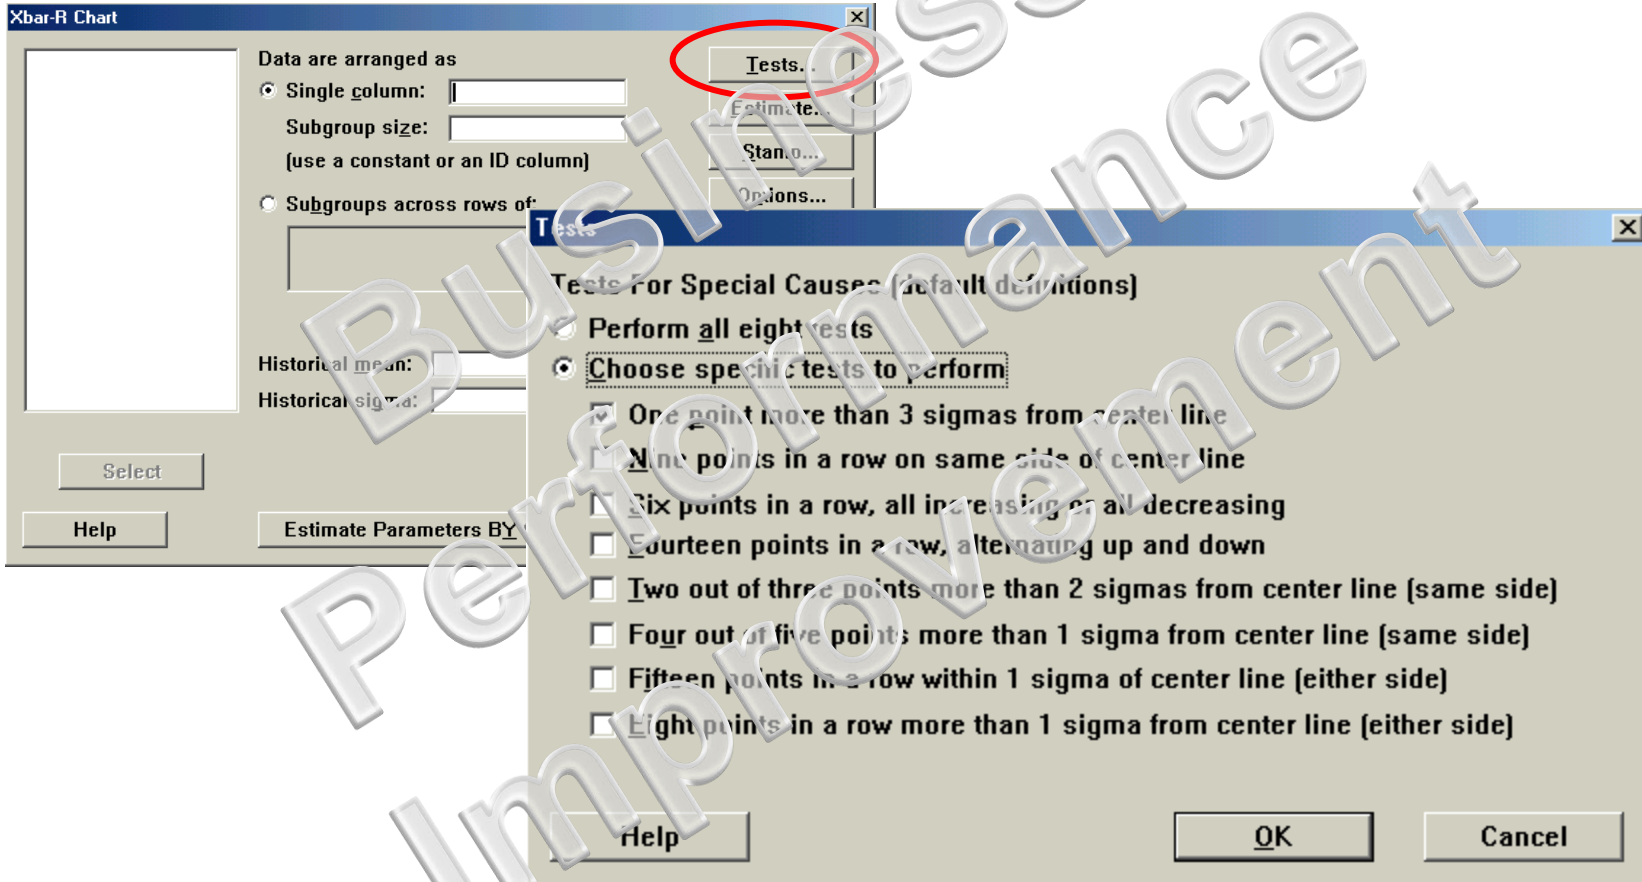 Xbar-R Chart
Data are arranged as
Single column:
Subgroup size:
(use a constant or an ID column)
Subgroups across rows of:
Historical mean:
Historical sigma:
Select
Help
Estimate Parameters BY
Tests...
Estimate...
Stamp...
Options...
Tests
Tests For Special Causes (default definitions)
Perform all eight tests
Choose specific tests to perform
One point more than 3 sigmas from center line
Nine points in a row on same side of center line
Six points in a row, all increasing or all decreasing
Fourteen points in a row, alternating up and down
Two out of three points more than 2 sigmas from center line (same side)
Four out of five points more than 1 sigma from center line (same side)
Fifteen points in a row within 1 sigma of center line (either side)
Eight points in a row more than 1 sigma from center line (either side)
Help
OK
Cancel
Business
Performance
Improvement